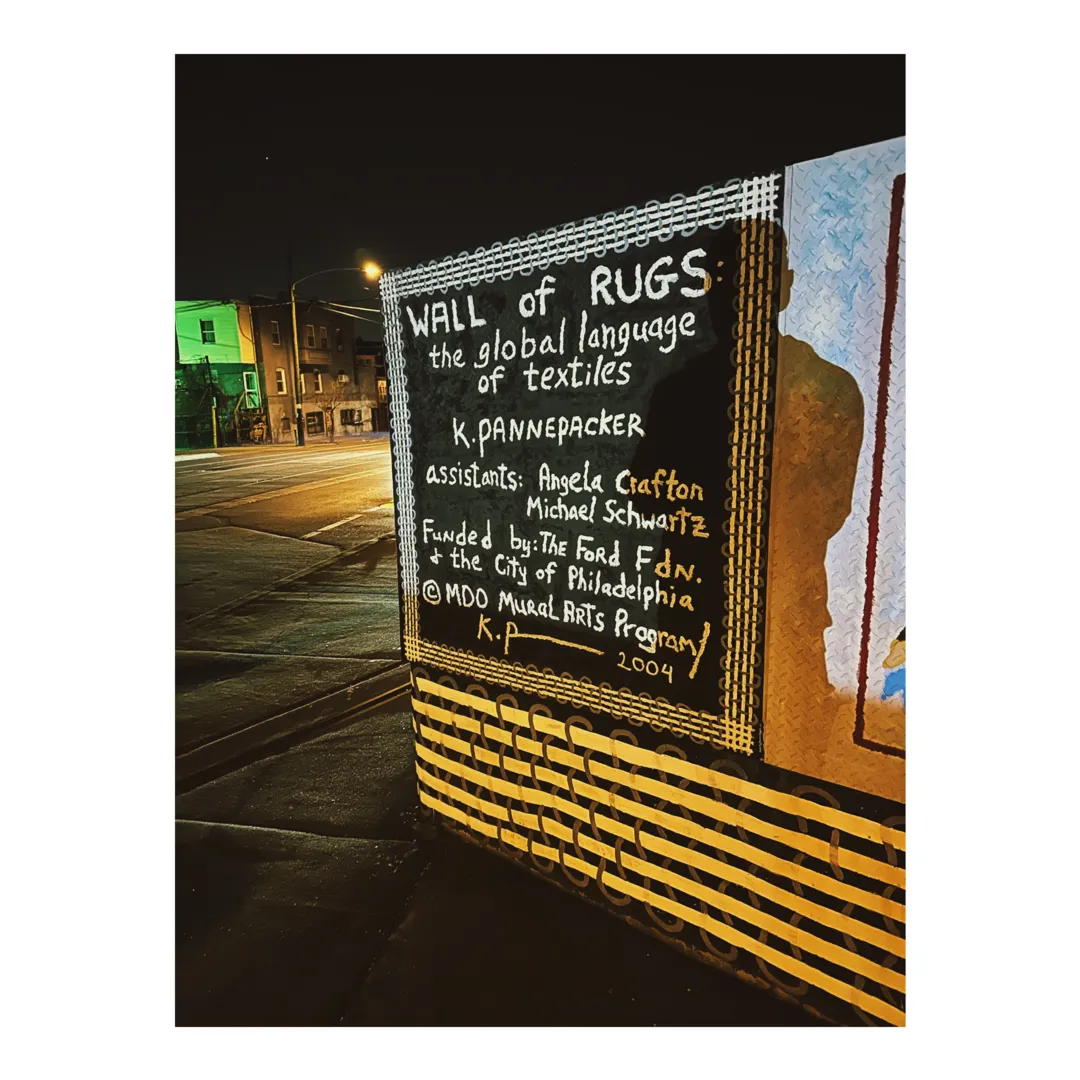 WALL of RUGS:
the global language
of textiles
K. PANNEPACKER
assistants: Angela Crafton
Michael Schwartz
Funded by: The Ford Fdn.
& the City of Philadelphia
© MDO Mural Arts Program
K.P
2004